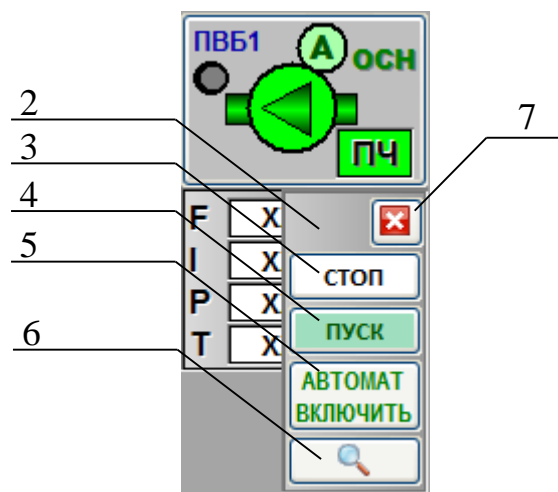 ПВБ1
А
ОСН
ПЧ
2
3
4
5
6
7
F X
I X
P X
T X
СТОП
ПУСК
АВТОМАТ
ВКЛЮЧИТЬ